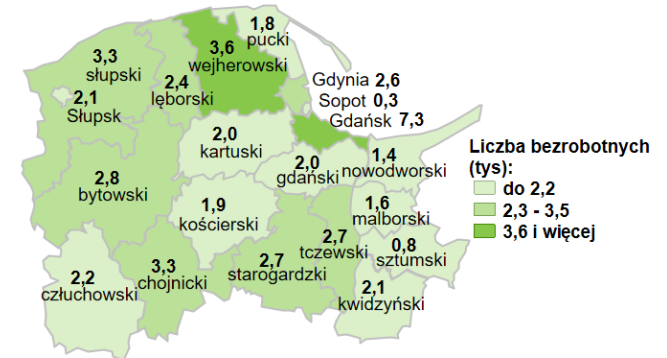 1,8
pucki
3,6
wejherowski
3,3
słupski
2,4
lęborski
2,1
Słupsk
Gdynia 2,6
Sopot 0,3
Gdańsk 7,3
2,0
kartuski
2,0
gdański
1,4
nowodworski
Liczba bezrobotnych
(tys):
do 2,2
2,3 - 3,5
3,6 i więcej
2,8
bytowski
1,9
kościerski
1,6
malborski
2,7
tczewski
0,8
sztumski
2,7
starogardzki
3,3
chojnicki
2,2
człuchowski
2,1
kwidzyński